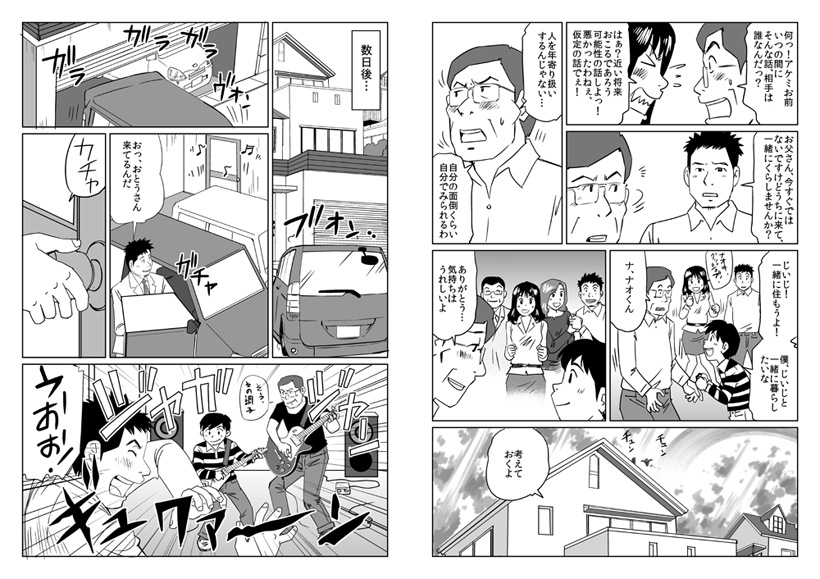 何っ！アケミお前
いつの間に
そんな話、相手は
誰なんだっ？
はぁ？近い将来
おこるであろう
可能性の話しよっ！
悪かったわねぇ、
仮定の話でぇ！
人を年寄り扱い
するんじゃない…
自分の面倒くらい
自分でみられるわ
お父さん、今すぐでは
ないですけどうちに来て、
一緒にくらしませんか？
じぃじ！
一緒に住もうよ！
僕、じぃじと
一緒に暮らし
たいな
ナオ！
ナ、ナオくん
ありがとう…
気持ちは
うれしいよ
チュン
チュン
考えて
おくよ
数日後…
ブオン・・
ガラ
ガラ
ガラ
ヴォン
ガチャ
おっ、おとうさん
来てるんだ
カチャ
そう、
その調子
ジャカ
ジャガ
うおお！
ギュワァーーン